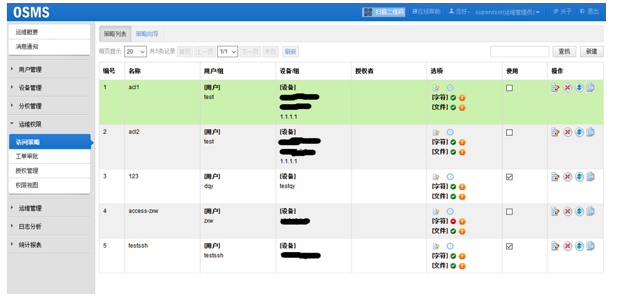 OSMS
扫描二维码 在线帮助 您好, supervisor(运维管理员) 关于 退出
运维概要
消息通知
用户管理
设备管理
分权管理
运维权限
访问策略
工单审批
授权管理
权限视图
运维管理
日志分析
统计报表
策略列表 策略向导
每页显示 20 共5条记录 首页 上一页 1/1 下一页 末页 刷新 查找 新建
编号 名称 用户/组 设备/组 授权者 选项 使用 操作
1 acl1 [用户] [设备]
test [字符]
[文件]
1.1.1.1
2 acl2 [用户] [设备]
test [字符]
[文件]
1.1.1.1
3 123 [用户] [设备]
dqy testqy [字符]
[文件]
4 access-zxw [用户] [设备]
zxw [字符]
[文件]
5 testssh [用户] [设备]
testssh [字符]
[文件]